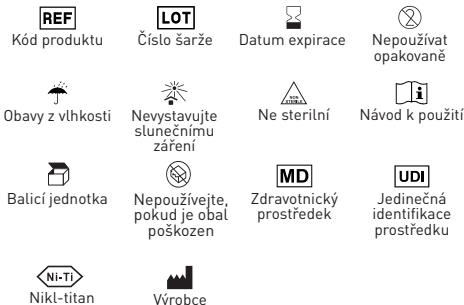 REF LOT
Kód produktu Číslo šarže Datum expirace Nepoužívat
opakovaně
2
NON
STERILE
i
Obavy z vlhkosti Nevystavujte
slunečnímu
záření
Ne sterilní Návod k použití
MD UDI
Balicí jednotka Nepoužívejte,
pokud je obal
poškozen
Zdravotnický
prostředek
Jedinečná
identifikace
prostředku
Ni-Ti
Nikl-titan Výrobce